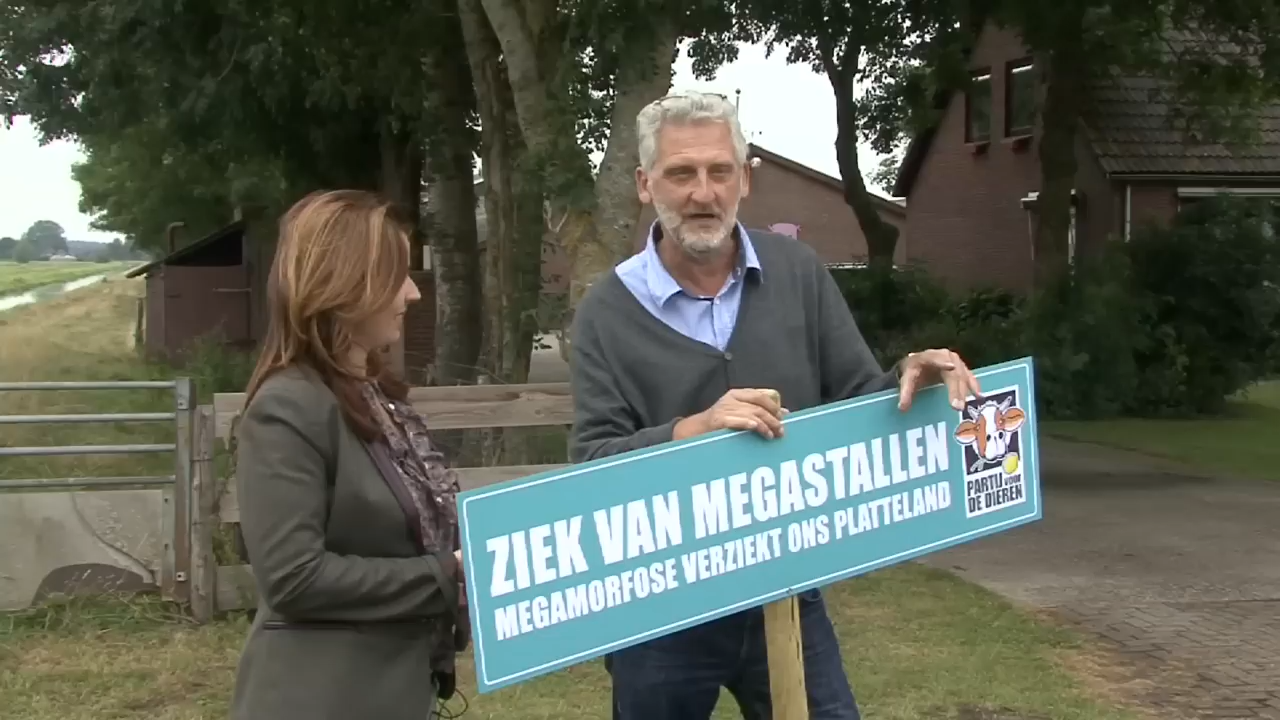 ZIEK VAN MEGASTALLEN
MEGAMORFOSE VERZIEKT ONS PLATTELAND
PARTIJ VOOR
DE DIEREN